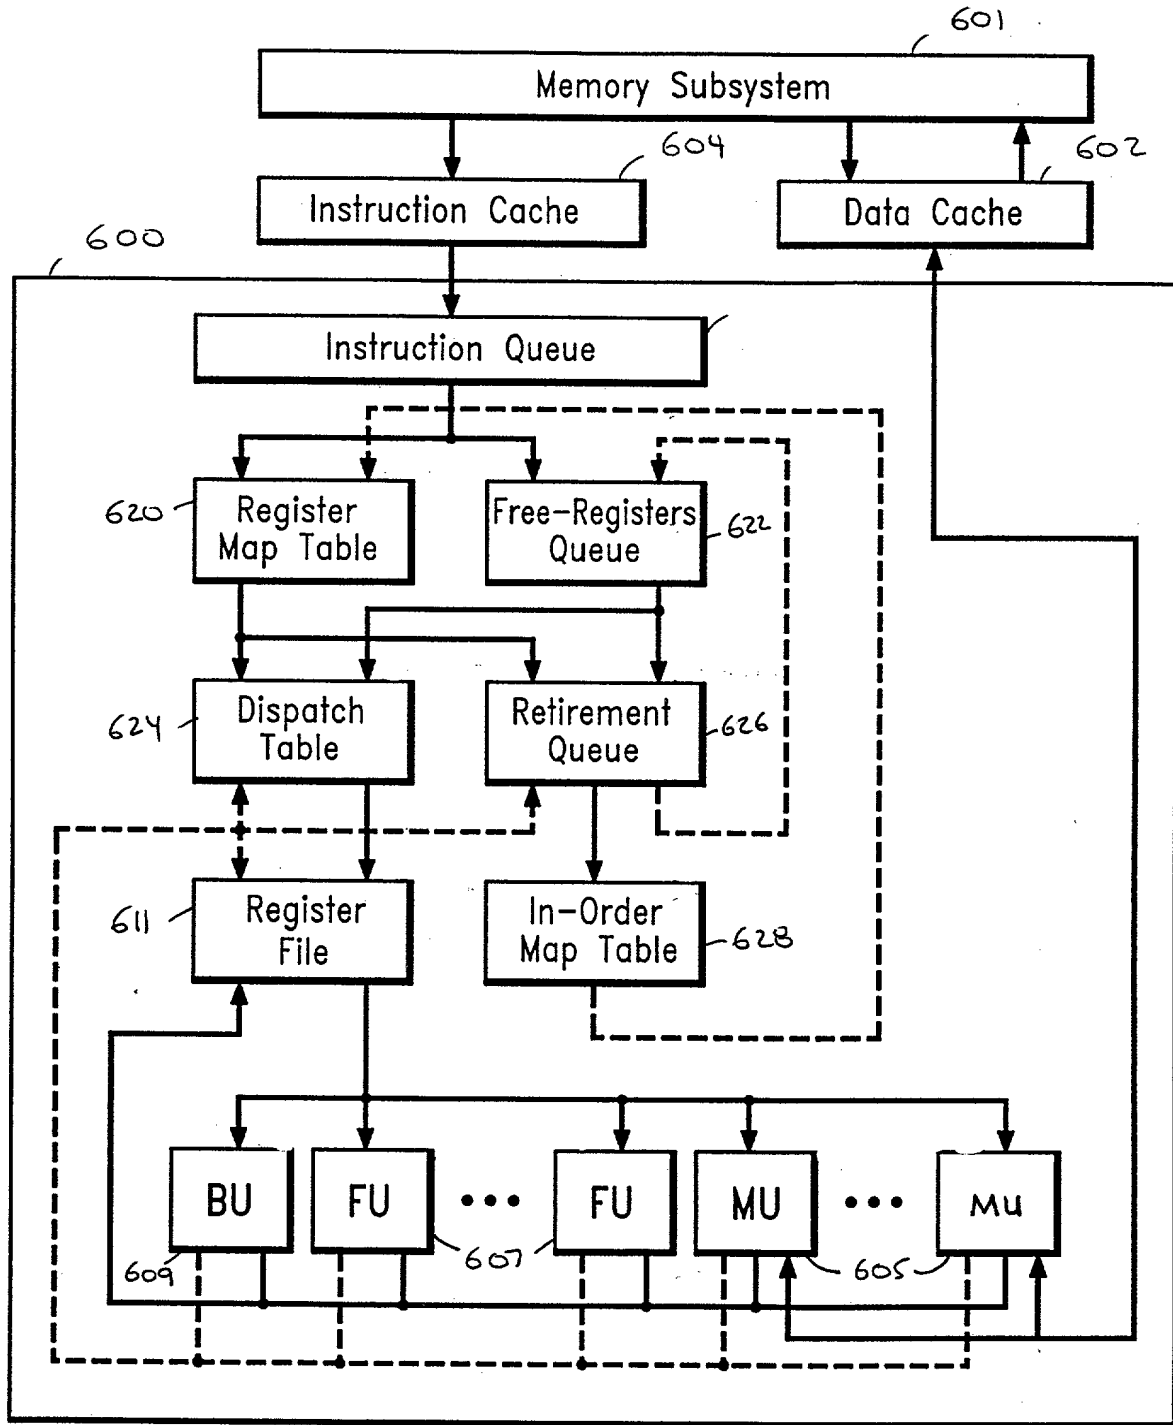 601
Memory Subsystem
604
602
Instruction Cache
Data Cache
600
Instruction Queue
620
Register
Map Table
Free-Registers
Queue
622
624
Dispatch
Table
Retirement
Queue
626
611
Register
File
In-Order
Map Table
628
BU
FU
•••
FU
MU
•••
Mu
609
607
605